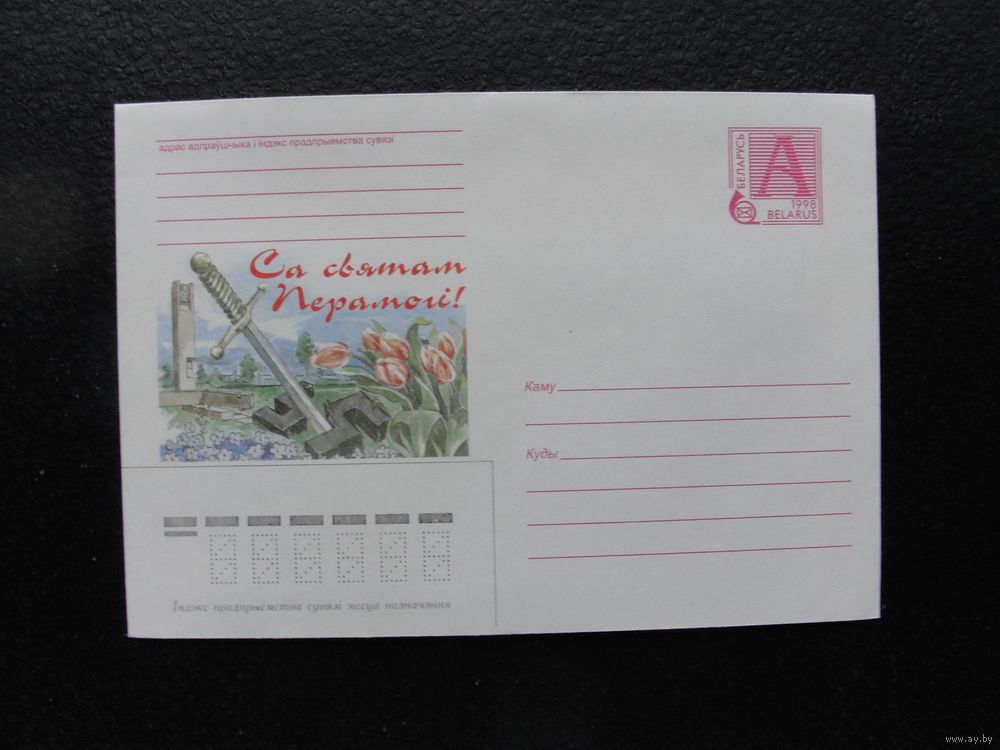 адрас адпраўшчыка і індэкс прадпрыемства сувязі
БЕЛАРУСЬ
A
1998
BELARUS
Са святам
Перамогі!
Каму
Куды
Індэкс прадпрыемства сувязі месца назначэння
www.ay.by